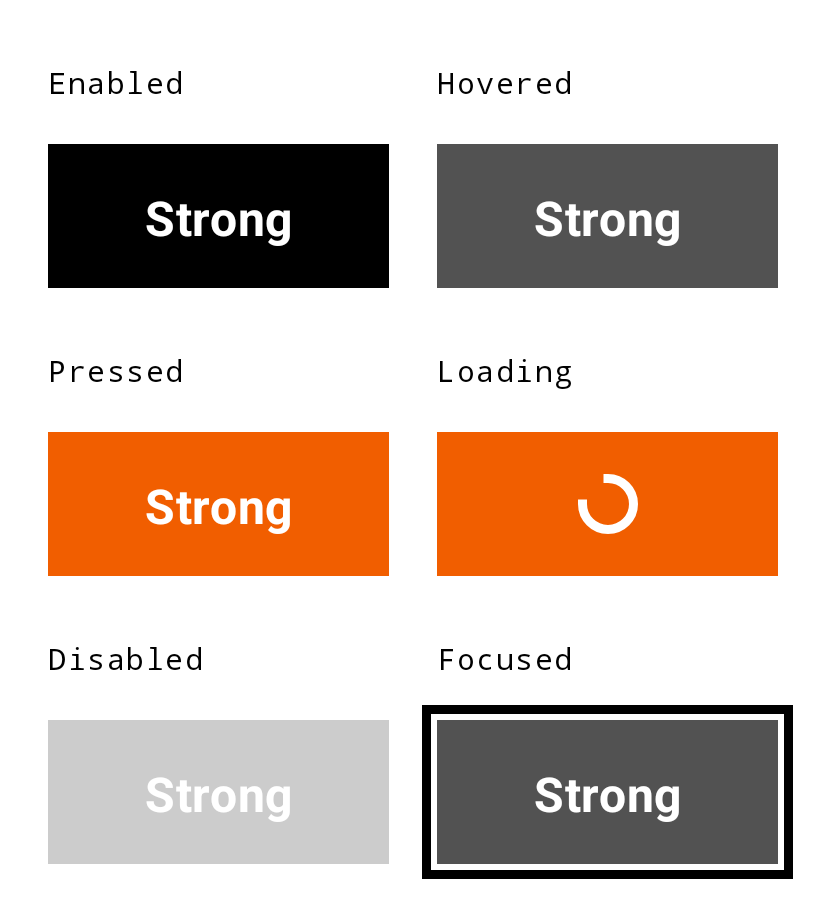 Enabled
Hovered
Strong
Strong
Pressed
Loading
Strong
Disabled
Focused
Strong
Strong